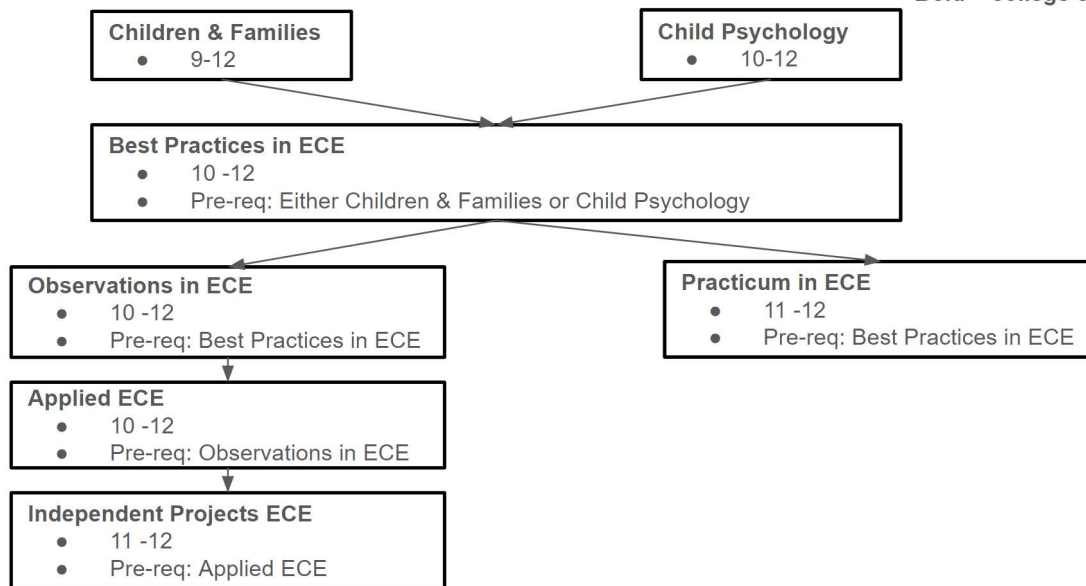 Children & Families
● 9-12
Child Psychology
● 10-12
Best Practices in ECE
● 10 -12
● Pre-req: Either Children & Families or Child Psychology
Observations in ECE
● 10 -12
● Pre-req: Best Practices in ECE
Practicum in ECE
● 11 -12
● Pre-req: Best Practices in ECE
Applied ECE
● 10 -12
● Pre-req: Observations in ECE
Independent Projects ECE
● 11 -12
● Pre-req: Applied ECE